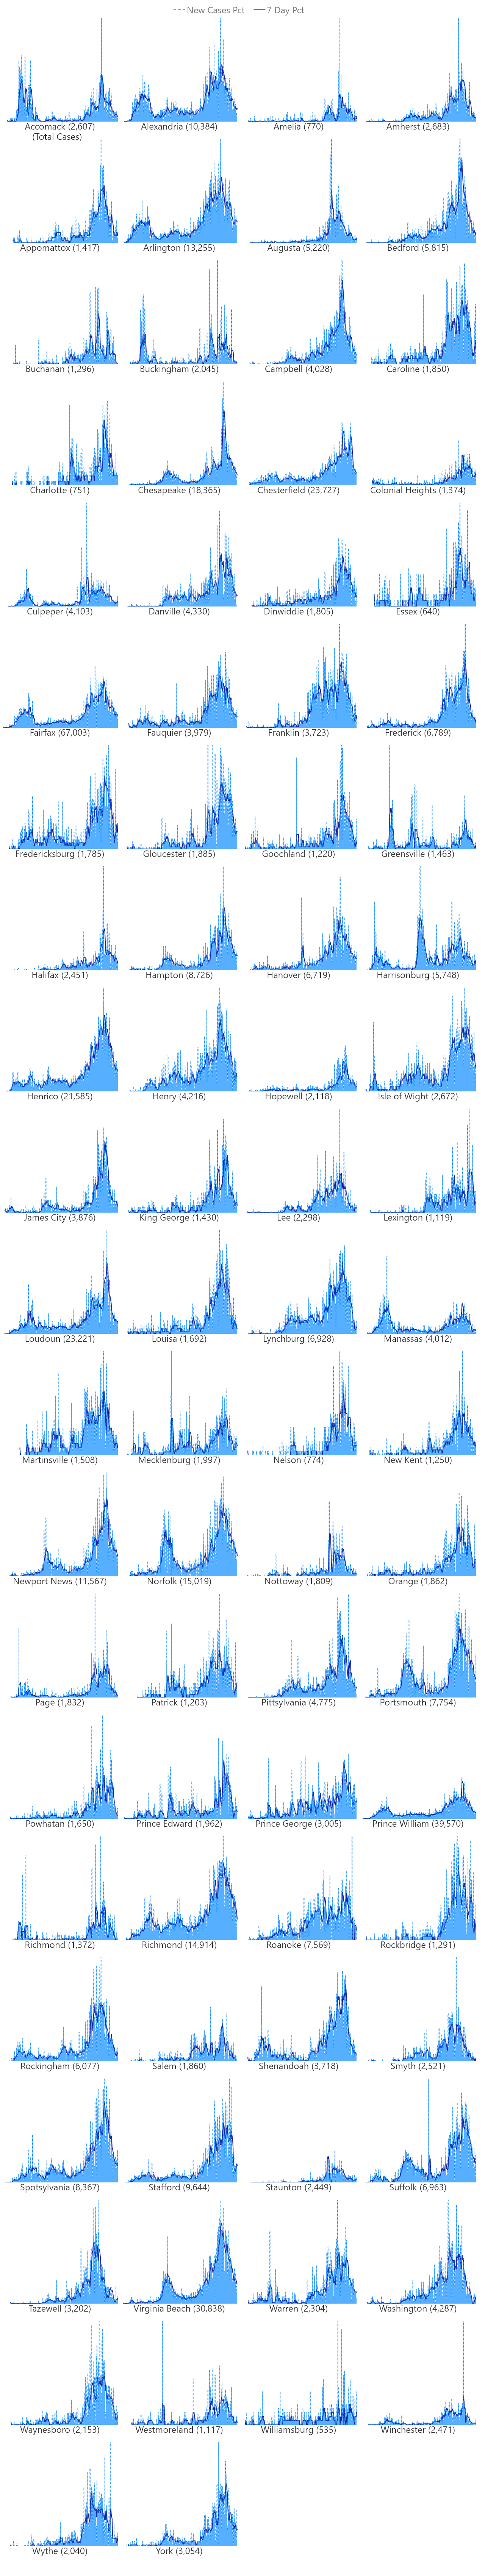 New Cases Pct 7 Day Pct
Accomack (2,607) Alexandria (10,384) Amelia (770) Amherst (2,683)
(Total Cases)
Appomattox (1,417) Arlington (13,255) Augusta (5,220) Bedford (5,815)
Buchanan (1,296) Buckingham (2,045) Campbell (4,028) Caroline (1,850)
Charlotte (751) Chesapeake (18,365) Chesterfield (23,727) Colonial Heights (1,374)
Culpeper (4,103) Danville (4,330) Dinwiddie (1,805) Essex (640)
Fairfax (67,003) Fauquier (3,979) Franklin (3,723) Frederick (6,789)
Fredericksburg (1,785) Gloucester (1,885) Goochland (1,220) Greensville (1,463)
Halifax (2,451) Hampton (8,726) Hanover (6,719) Harrisonburg (5,748)
Henrico (21,585) Henry (4,216) Hopewell (2,118) Isle of Wight (2,672)
James City (3,876) King George (1,430) Lee (2,298) Lexington (1,119)
Loudoun (23,221) Louisa (1,692) Lynchburg (6,928) Manassas (4,012)
Martinsville (1,508) Mecklenburg (1,997) Nelson (774) New Kent (1,250)
Newport News (11,567) Norfolk (15,019) Nottoway (1,809) Orange (1,862)
Page (1,832) Patrick (1,203) Pittsylvania (4,775) Portsmouth (7,754)
Powhatan (1,650) Prince Edward (1,962) Prince George (3,005) Prince William (39,570)
Richmond (1,372) Richmond (14,914) Roanoke (7,569) Rockbridge (1,291)
Rockingham (6,077) Salem (1,860) Shenandoah (3,718) Smyth (2,521)
Spotsylvania (8,367) Stafford (9,644) Staunton (2,449) Suffolk (6,963)
Tazewell (3,202) Virginia Beach (30,838) Warren (2,304) Washington (4,287)
Waynesboro (2,153) Westmoreland (1,117) Williamsburg (535) Winchester (2,471)
Wythe (2,040) York (3,054)